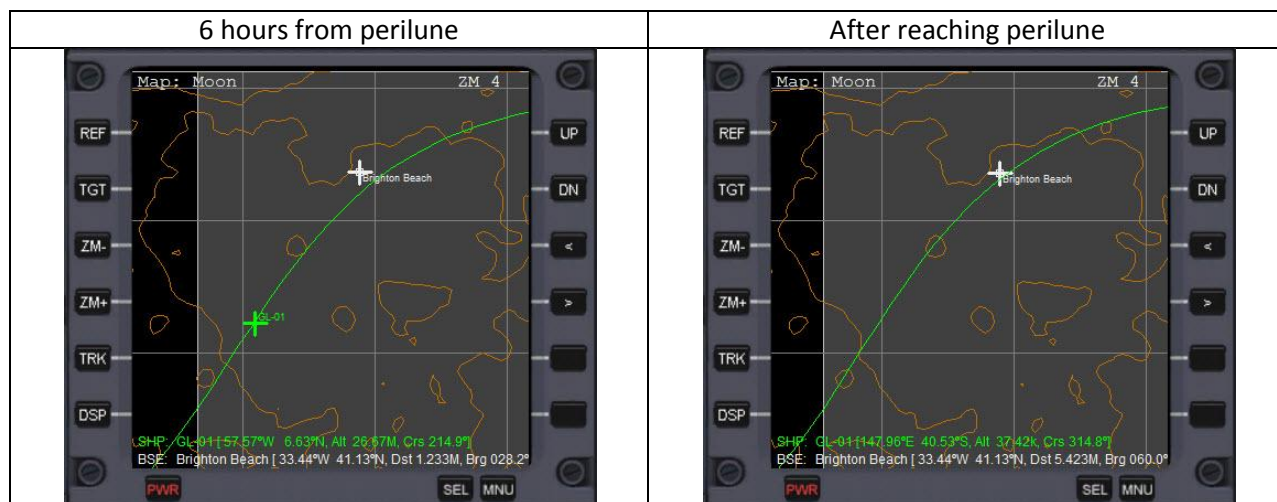 6 hours from perilune
After reaching perilune
Map: Moon ZM 4
REF
TGT
ZM-
ZM+
TRK
DSP
UP
DN
<
>
Brighton Beach
GL-01
SHP: GL-01 [ 57.57°W 6.63°N, Alt 26.67M, Crs 214.9°]
BSE: Brighton Beach [ 33.44°W 41.13°N, Dst 1.233M, Brg 028.2°
PWR
SEL MNU
Map: Moon ZM 4
REF
TGT
ZM-
ZM+
TRK
DSP
UP
DN
<
>
Brighton Beach
SHP: GL-01 [147.96°E 40.53°S, Alt 37.42k, Crs 314.8°]
BSE: Brighton Beach [ 33.44°W 41.13°N, Dst 5.423M, Brg 060.0°
PWR
SEL MNU